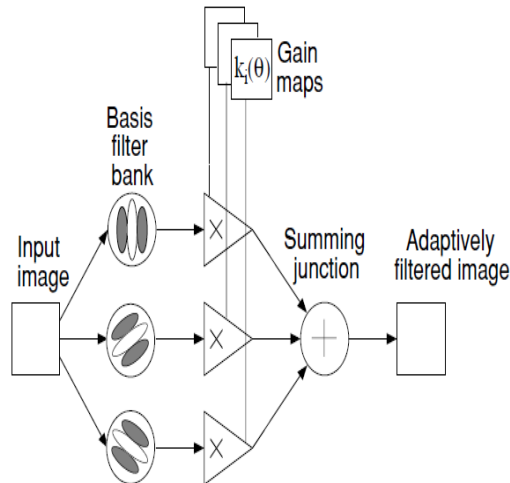 Gain
maps
k_i(θ)
Basis
filter
bank
Input
image
×
×
×
Summing
junction
+
Adaptively
filtered image